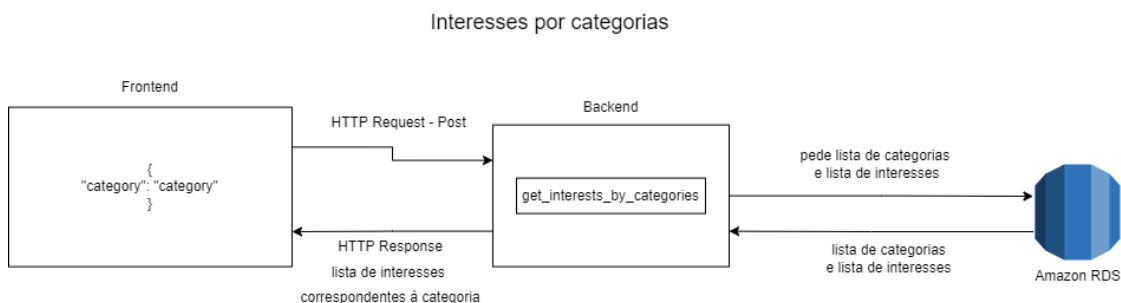 Interesses por categorias
Frontend
{
"category": "category"
}
HTTP Request - Post
HTTP Response
lista de interesses
correspondentes à categoria
Backend
get_interests_by_categories
pede lista de categorias
e lista de interesses
lista de categorias
e lista de interesses
Amazon RDS